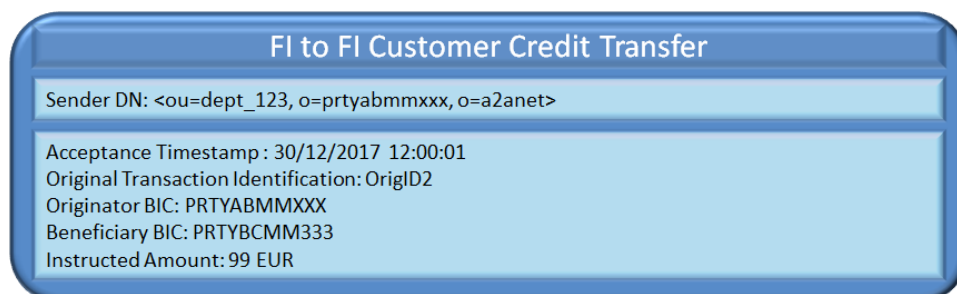 FI to FI Customer Credit Transfer
Sender DN: <ou=dept_123, o=prtyabmmxxx, o=a2anet>
Acceptance Timestamp : 30/12/2017 12:00:01
Original Transaction Identification: OrigID2
Originator BIC: PRTYABMMXXX
Beneficiary BIC: PRTYBCMM333
Instructed Amount: 99 EUR